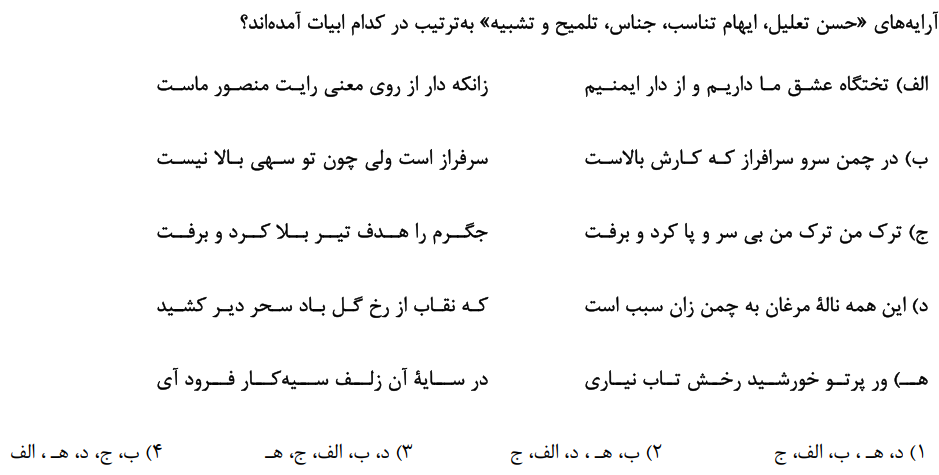 آرایه‌های «حسن تعلیل، ایهام تناسب، جناس، تلمیح و تشبیه» به‌ترتیب در کدام ابیات آمده‌اند؟
الف) تختگاه عشق ما داریم و از دار ایمنیم زانکه دار از روی معنی رایت منصور ماست
ب) در چمن سرو سرافراز که کارش بالاست سرفراز است ولی چون تو سهی بالا نیست
ج) ترک من ترک من بی سر و پا کرد و برفت جگرم را هدف تیر بلا کرد و برفت
د) این همه نالهٔ مرغان به چمن زان سبب است که نقاب از رخ گل باد سحر دیر کشید
هـ) ور پرتو خورشید رخش تاب نیاری در سایهٔ آن زلف سیه‌کار فرود آی
۱) د، هـ ، ب، الف، ج ۲) ب، هـ ، د، الف، ج ۳) د، ب، الف، ج، هـ ۴) ب، ج، د، هـ ، الف